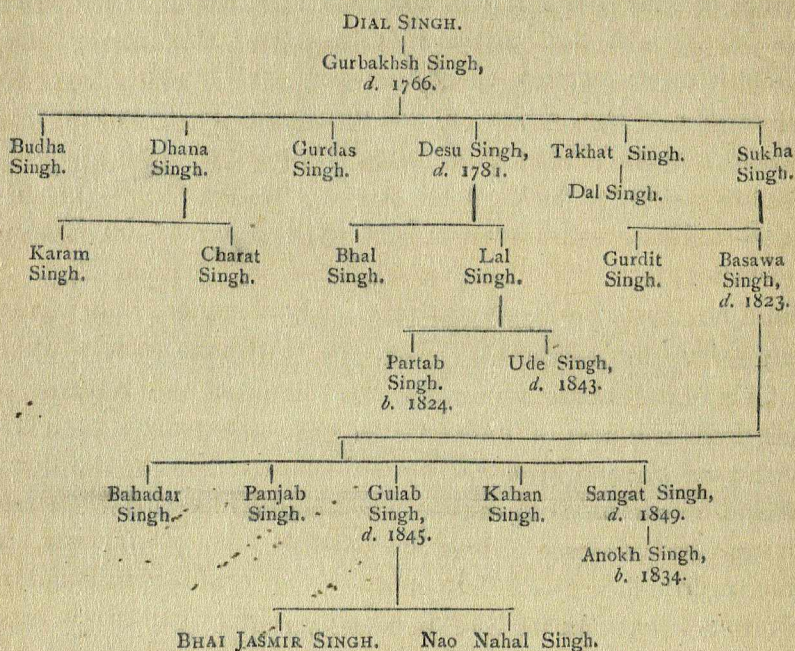 DIAL SINGH.
Gurbakhsh Singh,
d. 1766.
Budha Dhana Gurdas Desu Singh, Takhat Singh. Sukha
Singh. Singh. Singh. d. 1781. Singh.
Dal Singh.
Karam Charat Bhal Lal Gurdit Basawa
Singh. Singh. Singh. Singh. Singh. Singh,
d. 1823.
Partab Ude Singh,
Singh. d. 1843.
b. 1824.
Bahadar Panjab Gulab Kahan Sangat Singh,
Singh. Singh. Singh, Singh. d. 1849.
d. 1845.
Anokh Singh,
b. 1834.
BHAI JASMIR SINGH. Nao Nahal Singh.